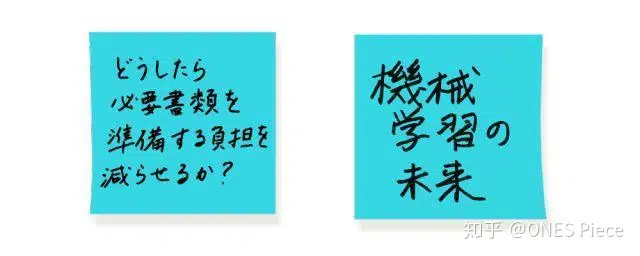 どうしたら
必要書類を
準備する負担を
減らせるか?
機械
学習の
未来
知乎 @ONES Piece